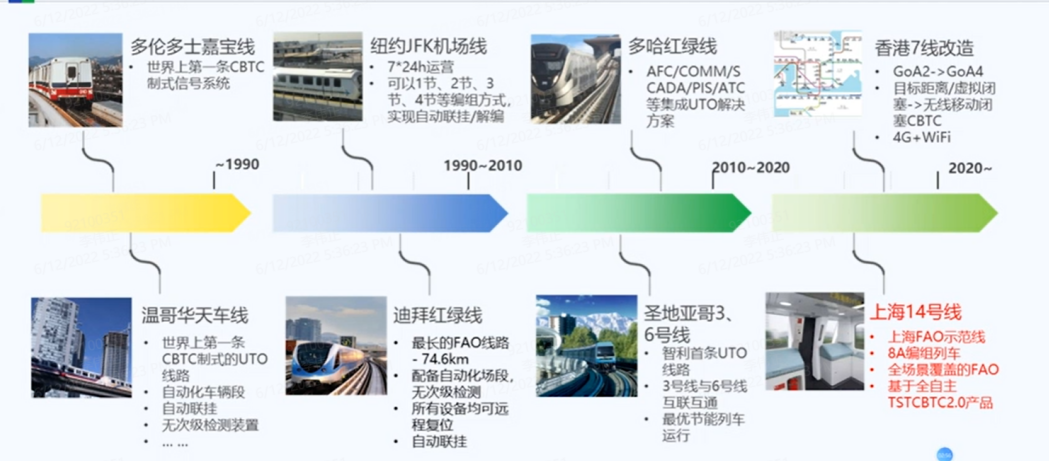 多伦多士嘉宝线
• 世界上第一条CBTC
制式信号系统
纽约JFK机场线
• 7*24h运营
• 可以1节、2节、3
节、4节等编组方式，
实现自动联挂/解编
多哈红绿线
• AFC/COMM/S
CADA/PIS/ATC
等集成UTO解决
方案
香港7线改造
• GoA2->GoA4
• 目标距离/虚拟闭
塞->无线移动闭
塞CBTC
• 4G+WiFi
~1990
1990~2010
2010~2020
2020~
温哥华天车线
• 世界上第一条
CBTC制式的UTO
线路
• 自动化车辆段
• 自动联挂
• 无次级检测装置
• ... ...
迪拜红绿线
• 最长的FAO线路
- 74.6km
• 配备自动化场段，
无次级检测
• 所有设备均可远
程复位
• 自动联挂
圣地亚哥3、
6号线
• 智利首条UTO
线路
• 3号线与6号线
互联互通
• 最优节能列车
运行
上海14号线
• 上海FAO示范线
• 8A编组列车
• 全场景覆盖的FAO
• 基于全自主
TSTCBTC2.0产品